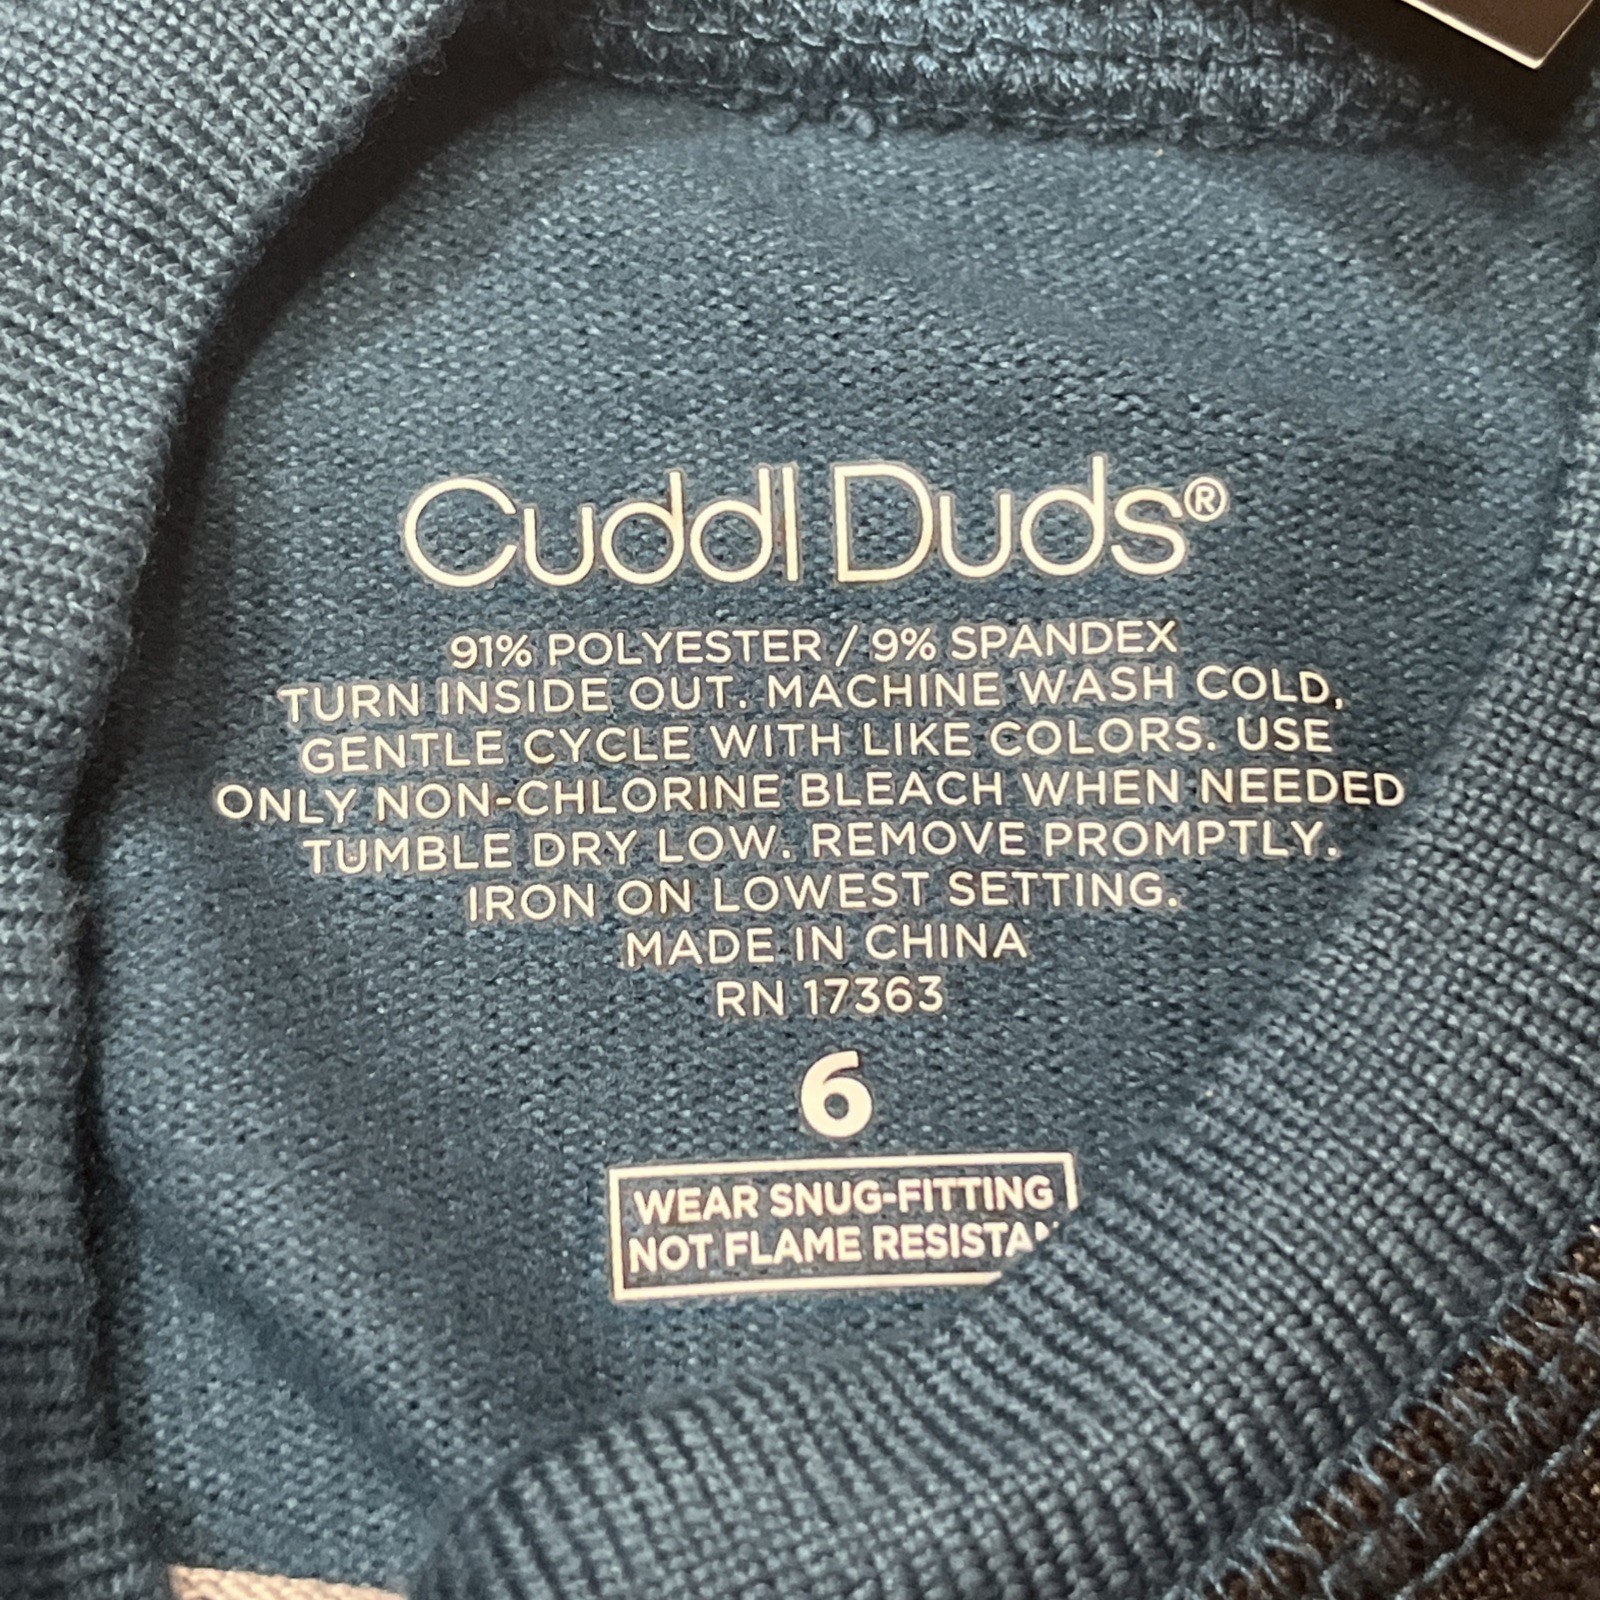 Cuddl Duds®
91% POLYESTER / 9% SPANDEX
TURN INSIDE OUT. MACHINE WASH COLD,
GENTLE CYCLE WITH LIKE COLORS. USE
ONLY NON-CHLORINE BLEACH WHEN NEEDED
TUMBLE DRY LOW. REMOVE PROMPTLY.
IRON ON LOWEST SETTING.
MADE IN CHINA
RN 17363
6
WEAR SNUG-FITTING
NOT FLAME